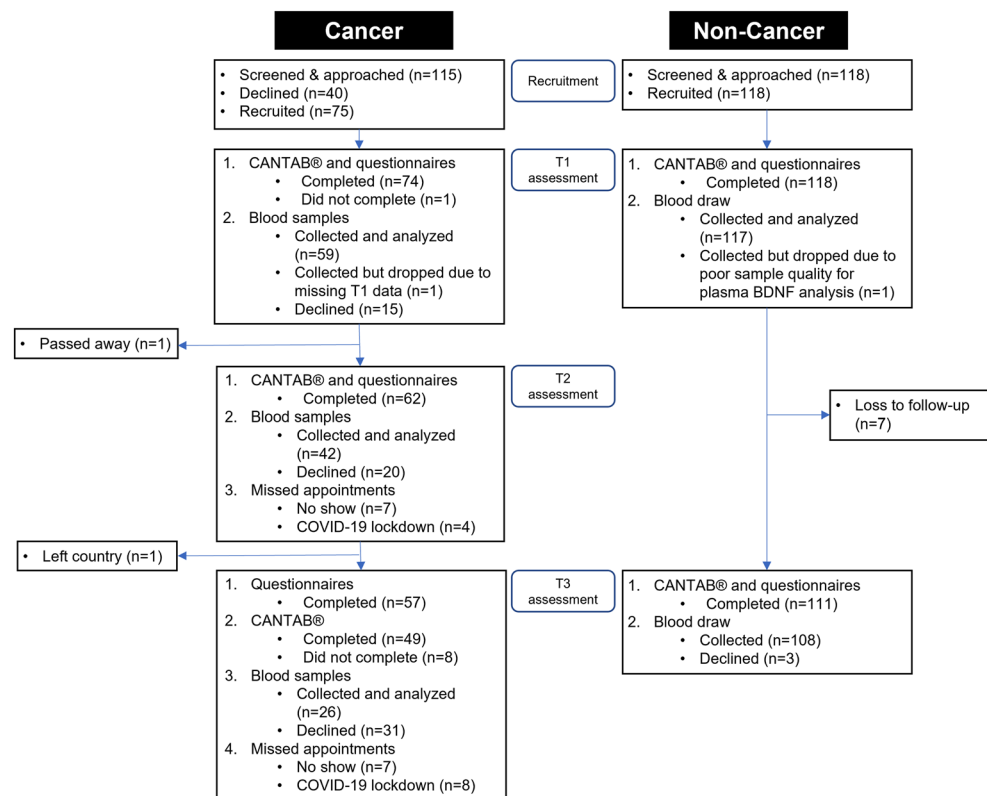 Cancer
Non-Cancer
• Screened & approached (n=115)
• Declined (n=40)
• Recruited (n=75)
Recruitment
• Screened & approached (n=118)
• Recruited (n=118)
1. CANTAB® and questionnaires
• Completed (n=74)
• Did not complete (n=1)
2. Blood samples
• Collected and analyzed
(n=59)
• Collected but dropped due to
missing T1 data (n=1)
• Declined (n=15)
T1
assessment
1. CANTAB® and questionnaires
• Completed (n=118)
2. Blood draw
• Collected and analyzed
(n=117)
• Collected but dropped due to
poor sample quality for
plasma BDNF analysis (n=1)
• Passed away (n=1)
1. CANTAB® and questionnaires
• Completed (n=62)
2. Blood samples
• Collected and analyzed
(n=42)
• Declined (n=20)
3. Missed appointments
• No show (n=7)
• COVID-19 lockdown (n=4)
T2
assessment
• Loss to follow-up
(n=7)
• Left country (n=1)
1. Questionnaires
• Completed (n=57)
2. CANTAB®
• Completed (n=49)
• Did not complete (n=8)
3. Blood samples
• Collected and analyzed
(n=26)
• Declined (n=31)
4. Missed appointments
• No show (n=7)
• COVID-19 lockdown (n=8)
T3
assessment
1. CANTAB® and questionnaires
• Completed (n=111)
2. Blood draw
• Collected (n=108)
• Declined (n=3)